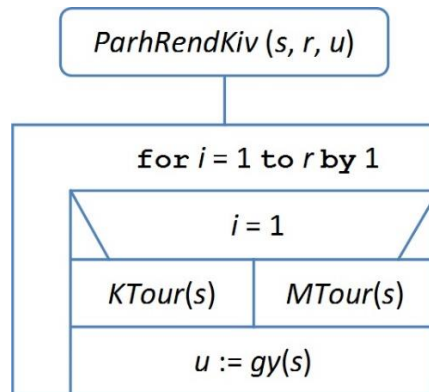 ParhRendKiv (s, r, u)
for i = 1 to r by 1
i = 1
KTour(s) MTour(s)
u := gy(s)